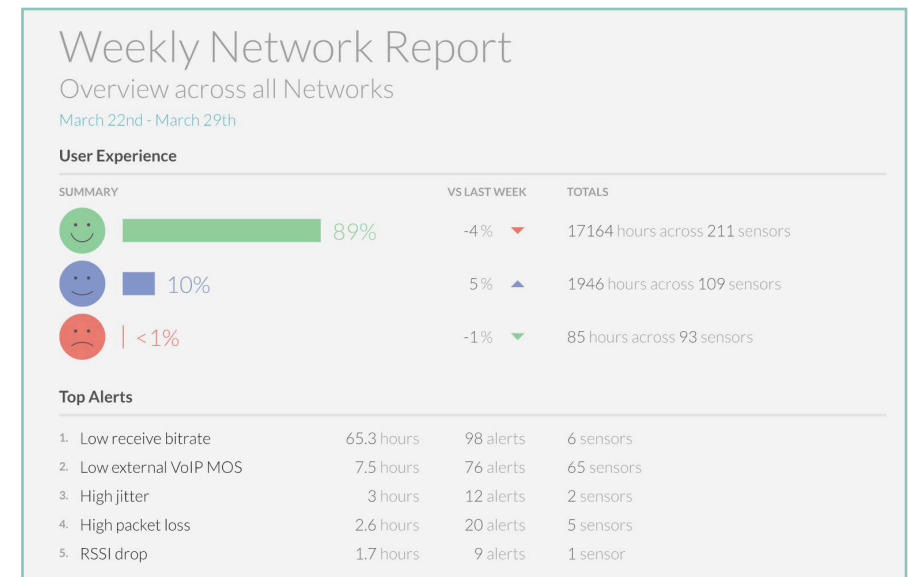 Weekly Network Report
Overview across all Networks
March 22nd - March 29th
User Experience
SUMMARY VS LAST WEEK TOTALS
89% -4% 17164 hours across 211 sensors
10% 5% 1946 hours across 109 sensors
<1% -1% 85 hours across 93 sensors
Top Alerts
1. Low receive bitrate 65.3 hours 98 alerts 6 sensors
2. Low external VoIP MOS 7.5 hours 76 alerts 65 sensors
3. High jitter 3 hours 12 alerts 2 sensors
4. High packet loss 2.6 hours 20 alerts 5 sensors
5. RSSI drop 1.7 hours 9 alerts 1 sensor